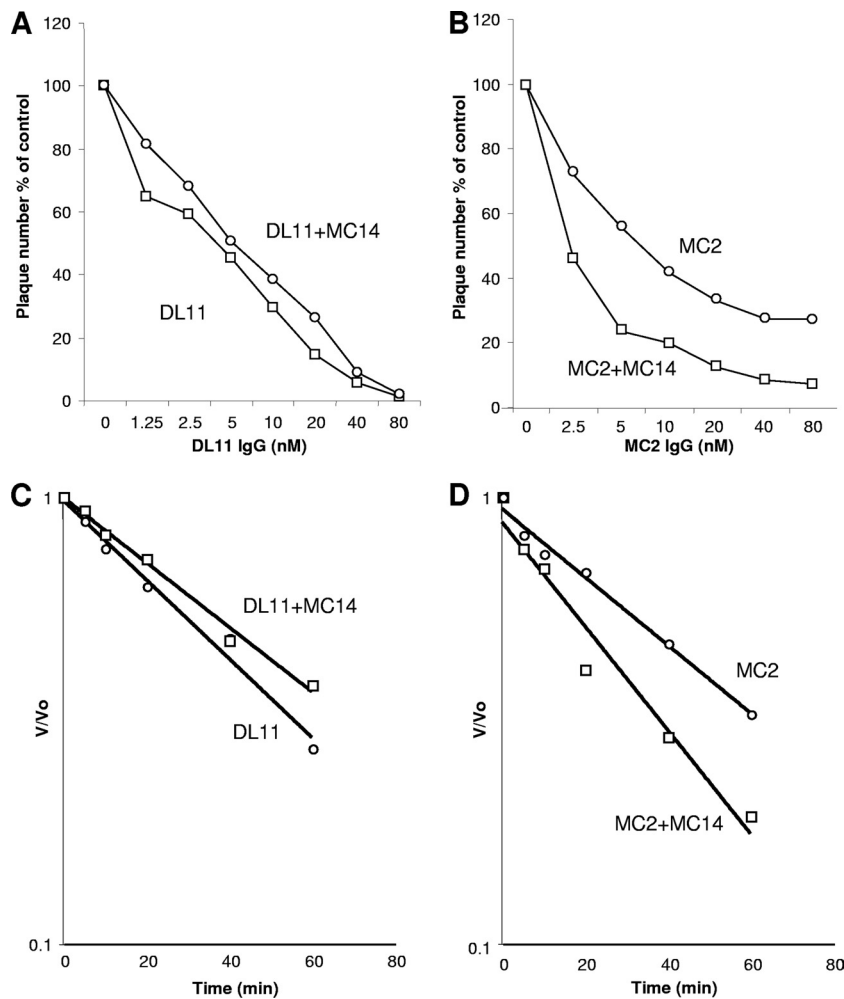 A
Plaque number % of control
120
100
80
60
40
20
0
DL11+MC14
DL11
0 1.25 2.5 5 10 20 40 80
DL11 IgG (nM)
B
Plaque number % of control
120
100
80
60
40
20
0
MC2
MC2+MC14
0 2.5 5 10 20 40 80
MC2 IgG (nM)
C
V/Vo
1
0.1
DL11+MC14
DL11
0 20 40 60 80
Time (min)
D
V/Vo
1
0.1
MC2
MC2+MC14
0 20 40 60 80
Time (min)